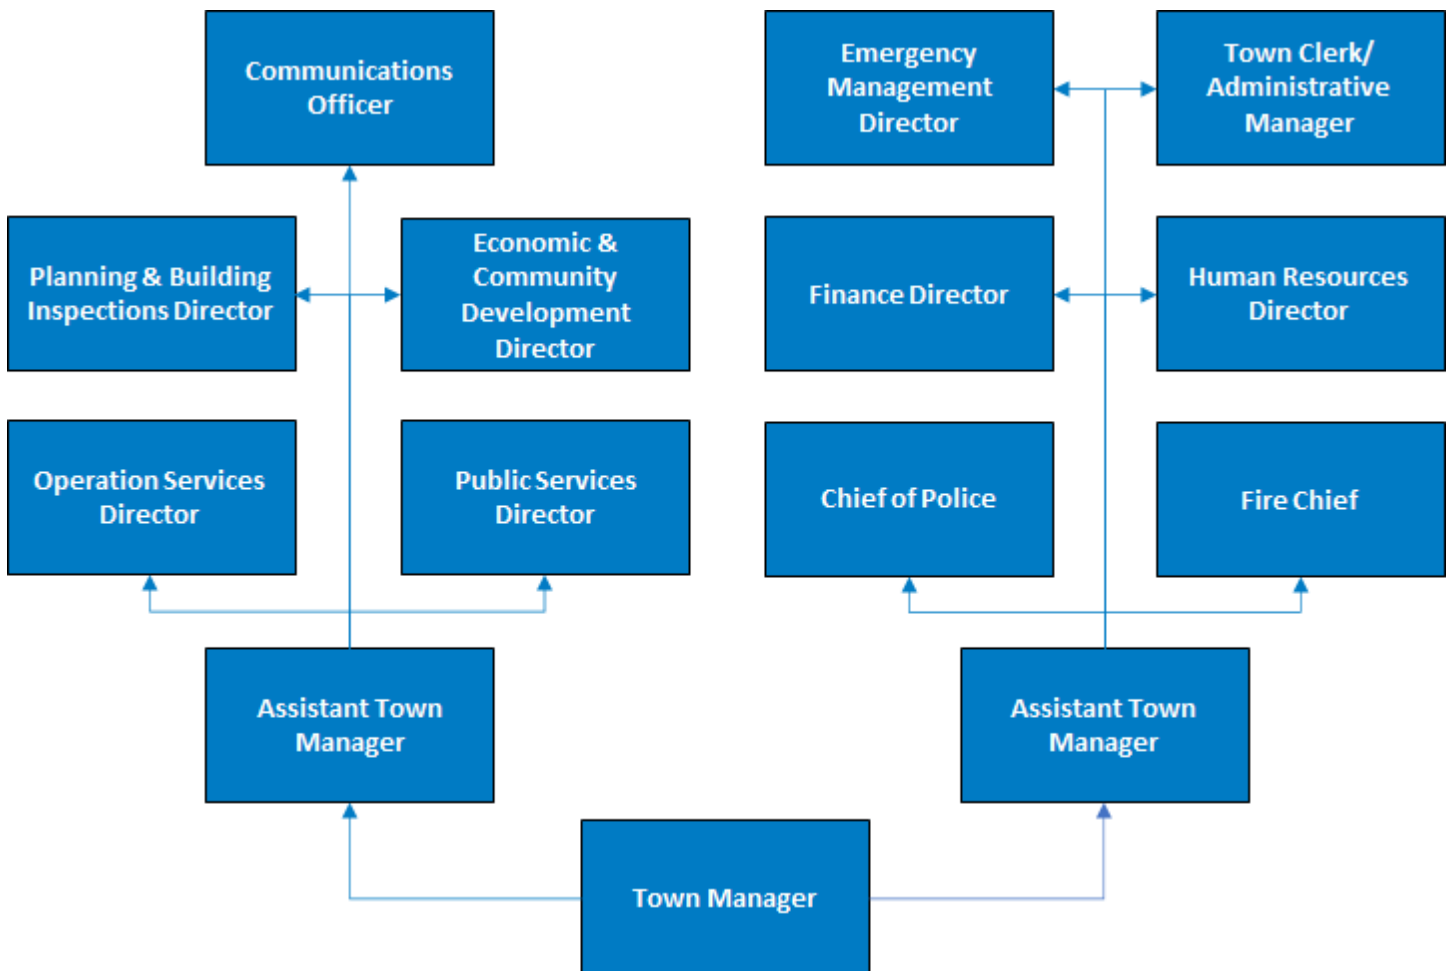 Communications
Officer
Emergency
Management
Director
Town Clerk/
Administrative
Manager
Planning & Building
Inspections Director
Economic &
Community
Development
Director
Finance Director
Human Resources
Director
Operation Services
Director
Public Services
Director
Chief of Police
Fire Chief
Assistant Town
Manager
Assistant Town
Manager
Town Manager